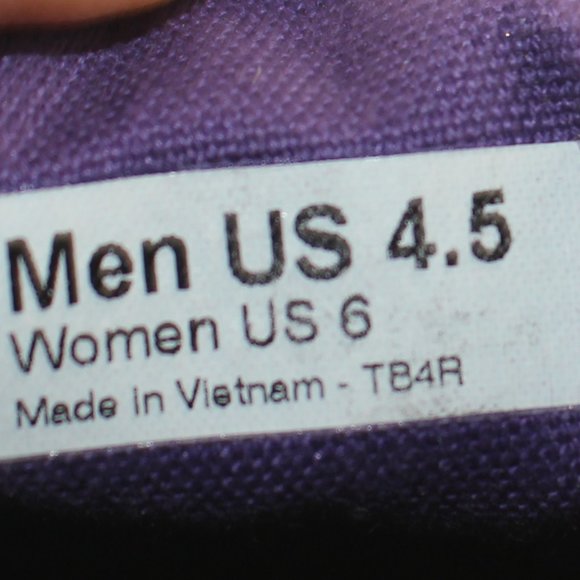 Men US 4.5
Women US 6
Made in Vietnam - TB4R